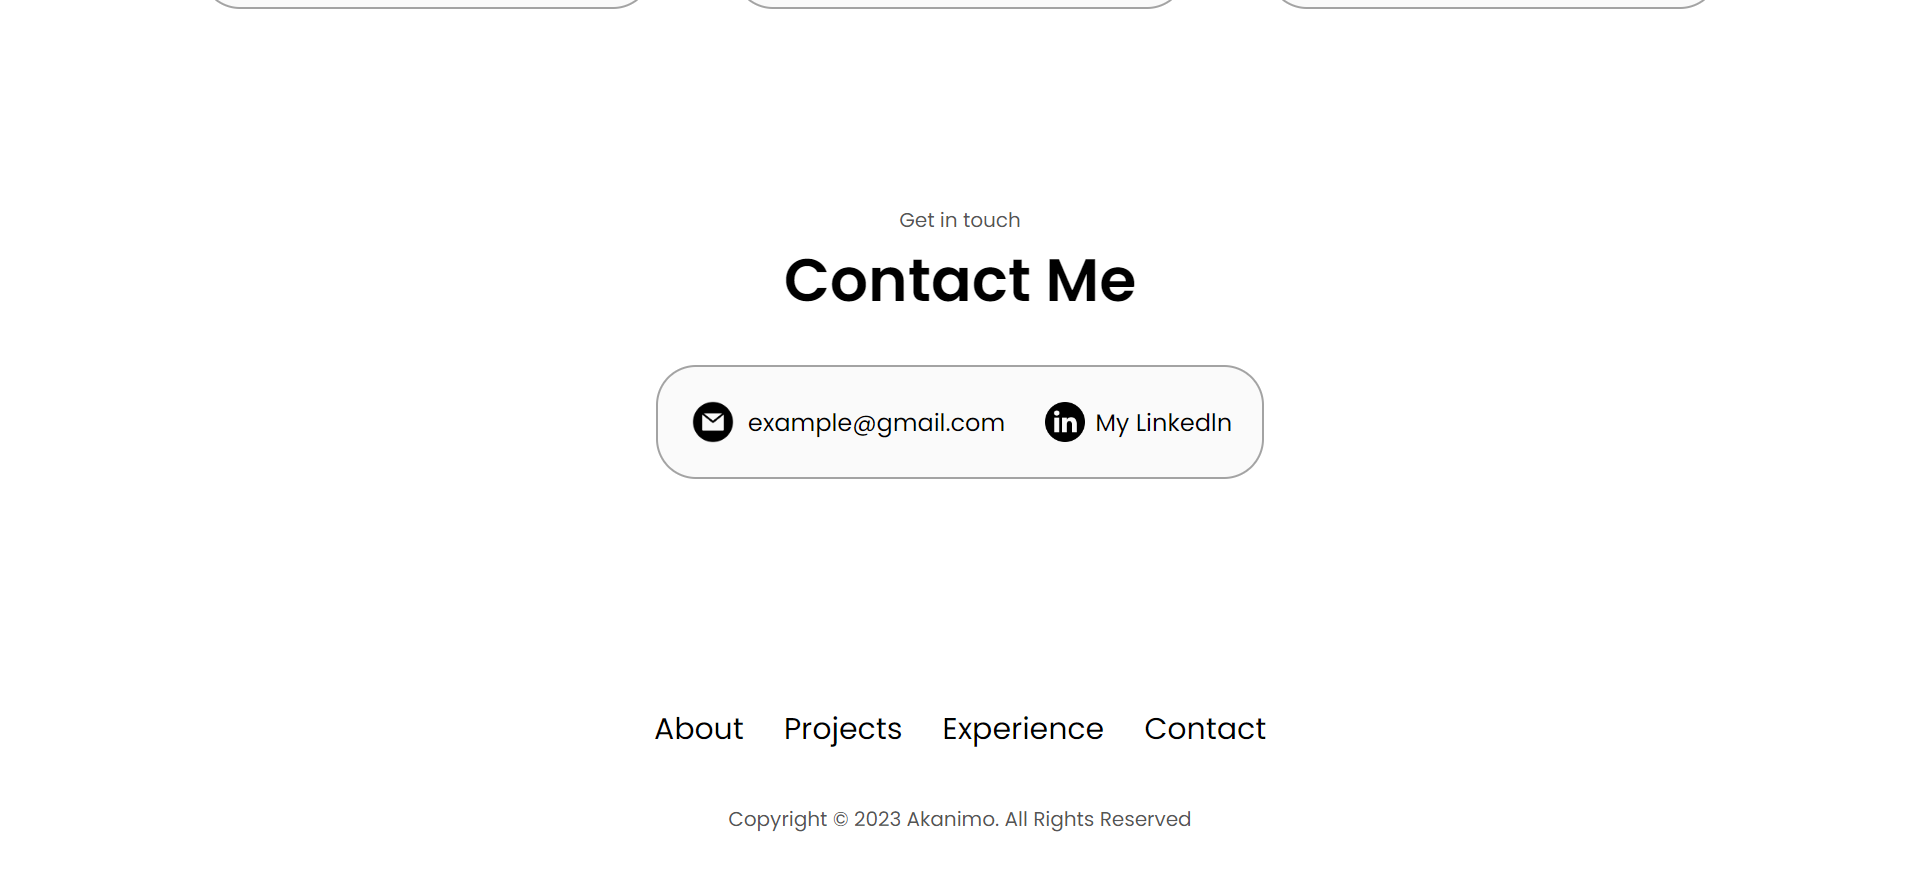 Get in touch
Contact Me
example@gmail.com My LinkedIn
About Projects Experience Contact
Copyright © 2023 Akanimo. All Rights Reserved